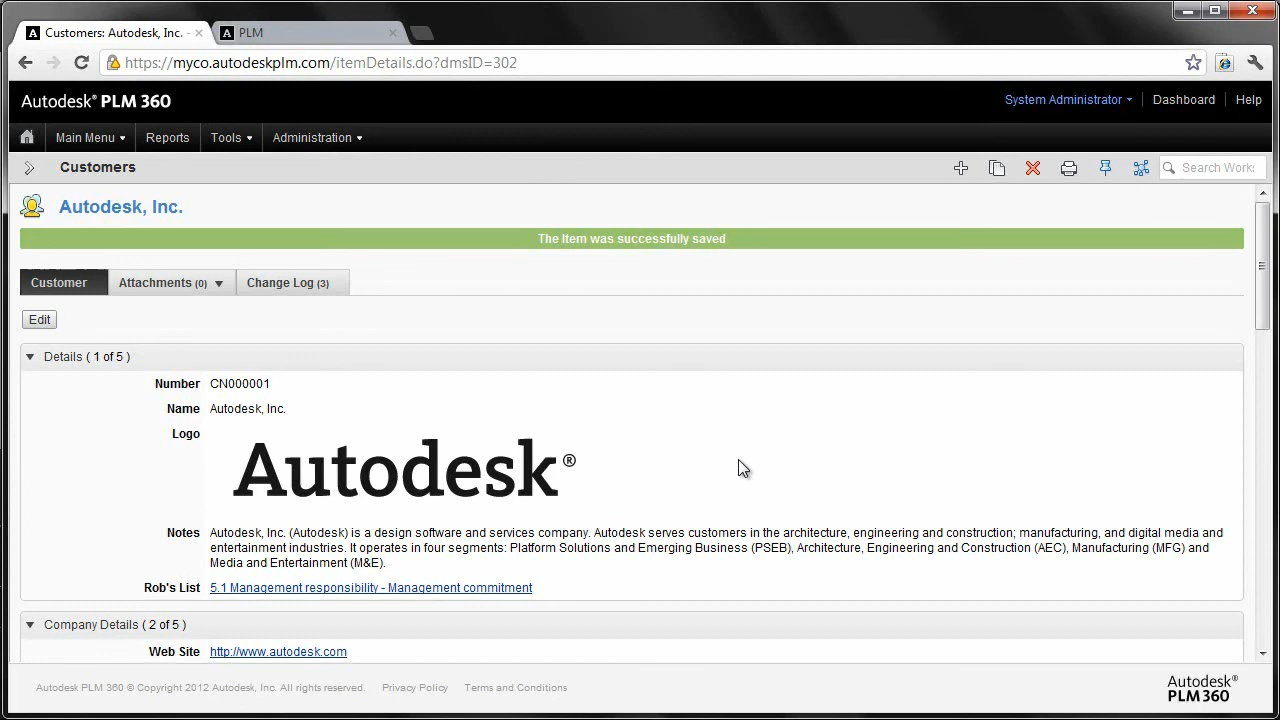 Customers: Autodesk, Inc. -
PLM
https://myco.autodeskplm.com/itemDetails.do?dmsID=302
Autodesk® PLM 360
System Administrator
Dashboard
Help
Main Menu
Reports
Tools
Administration
Customers
Search Works
Autodesk, Inc.
The Item was successfully saved
Customer
Attachments (0)
Change Log (3)
Edit
Details ( 1 of 5 )
Number CN000001
Name Autodesk, Inc.
Logo
Autodesk®
Notes Autodesk, Inc. (Autodesk) is a design software and services company. Autodesk serves customers in the architecture, engineering and construction; manufacturing, and digital media and
entertainment industries. It operates in four segments: Platform Solutions and Emerging Business (PSEB), Architecture, Engineering and Construction (AEC), Manufacturing (MFG) and
Media and Entertainment (M&E).
Rob's List 5.1 Management responsibility - Management commitment
Company Details ( 2 of 5 )
Web Site http://www.autodesk.com
Autodesk PLM 360 © Copyright 2012 Autodesk, Inc. All rights reserved.
Privacy Policy
Terms and Conditions
Autodesk®
PLM 360